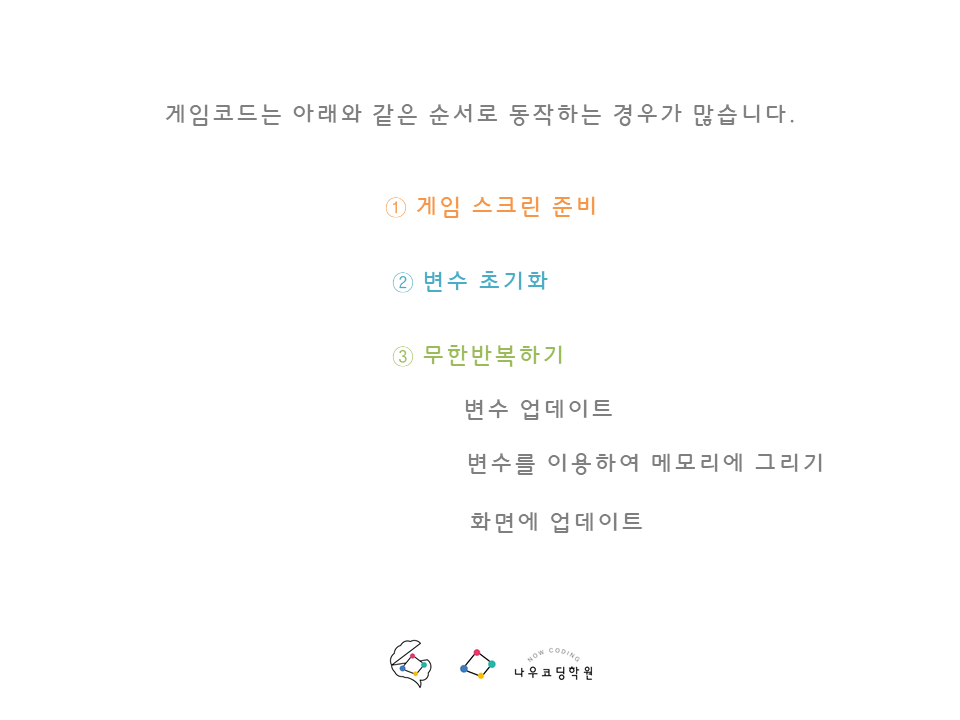 게임코드는 아래와 같은 순서로 동작하는 경우가 많습니다.
① 게임 스크린 준비
② 변수 초기화
③ 무한반복하기
변수 업데이트
변수를 이용하여 메모리에 그리기
화면에 업데이트
NOW CODING
나우코딩학원